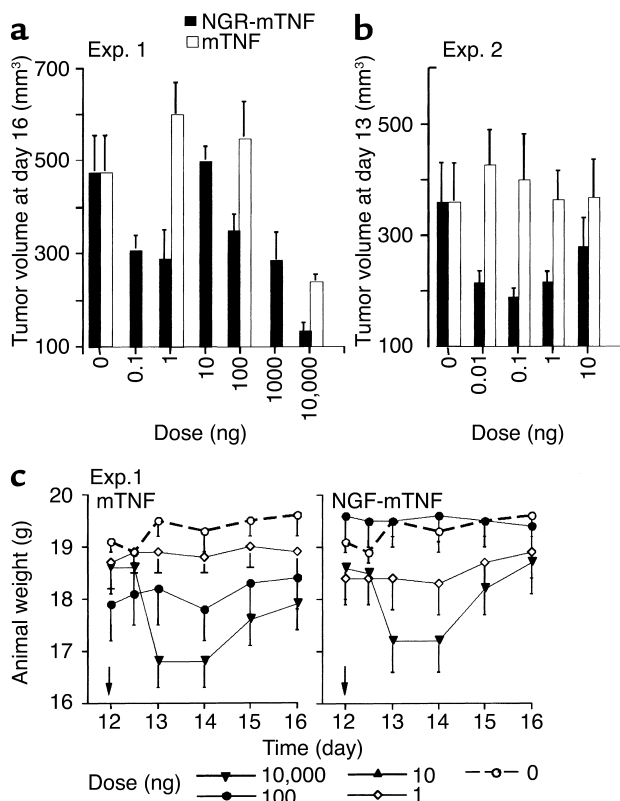 a
Exp. 1
NGR-mTNF
mTNF
Tumor volume at day 16 (mm³)
700
500
300
100
0
0.1
1
10
100
1000
10,000
Dose (ng)
b
Exp. 2
Tumor volume at day 13 (mm³)
500
300
100
0
0.01
0.1
1
10
Dose (ng)
c
Exp.1
mTNF
NGF-mTNF
Animal weight (g)
20
19
18
17
16
12 13 14 15 16
12 13 14 15 16
Time (day)
Dose (ng)
10,000
10
0
100
1